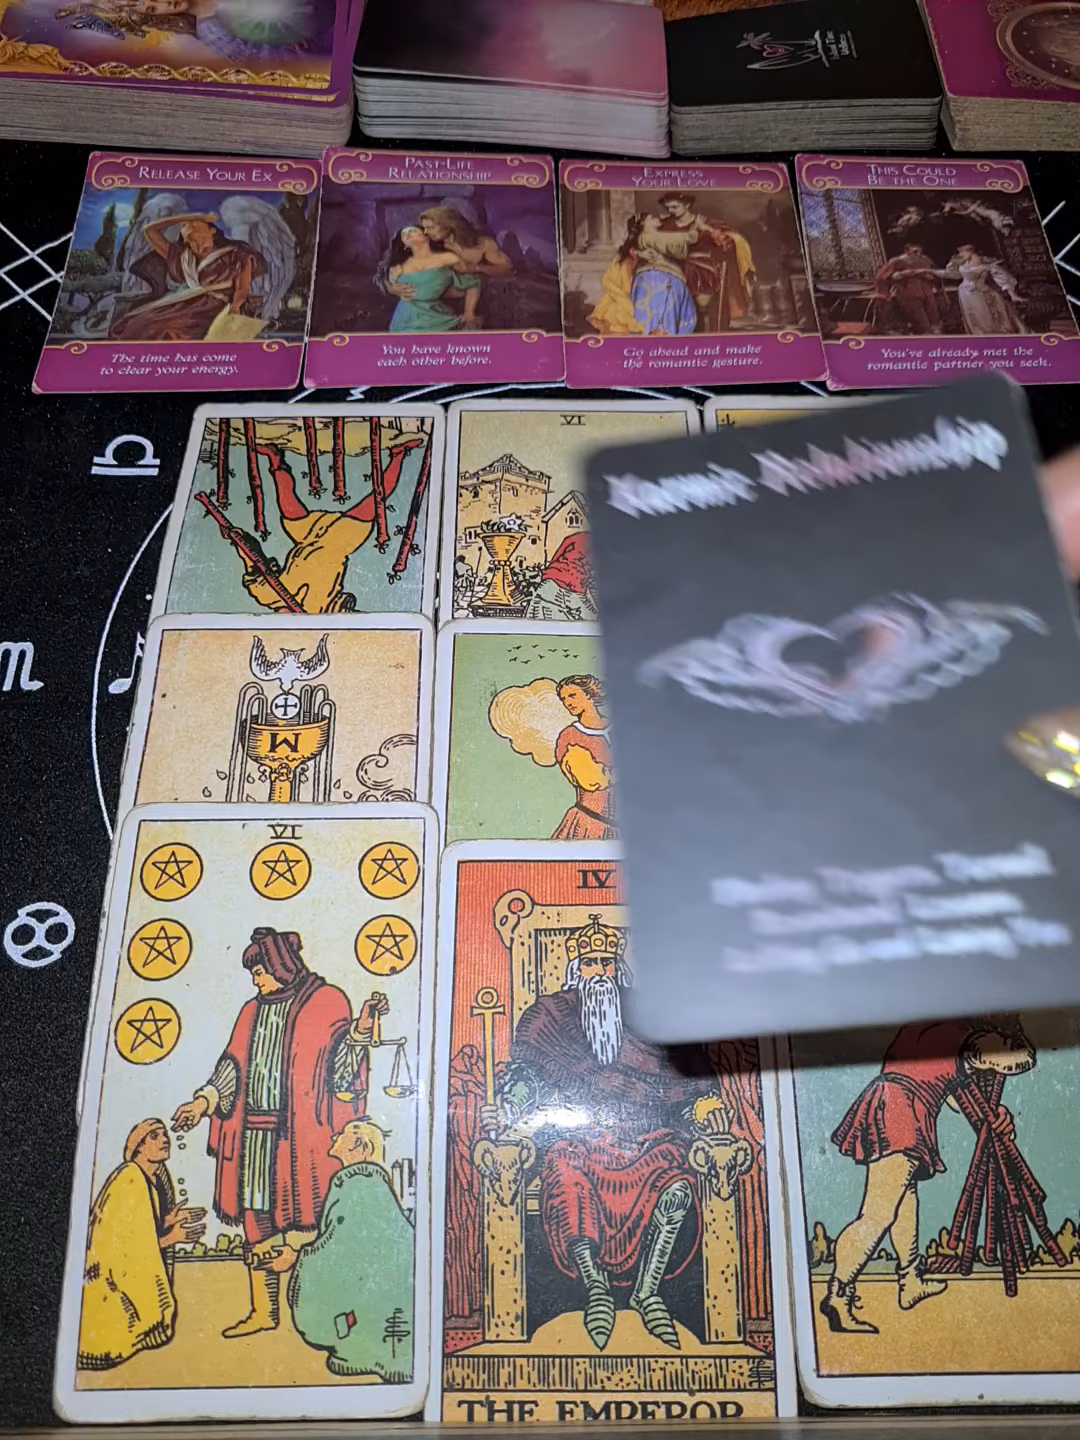 RELEASE YOUR EX
The time has come
to clear your energy.
PAST-LIFE
RELATIONSHIP
You have known
each other before.
EXPRESS
YOUR LOVE
Go ahead and make
the romantic gesture.
THIS COULD
BE THE ONE
You've already met the
romantic partner you seek.
VI
Karmic Relationship
VI
IV
THE EMPEROR